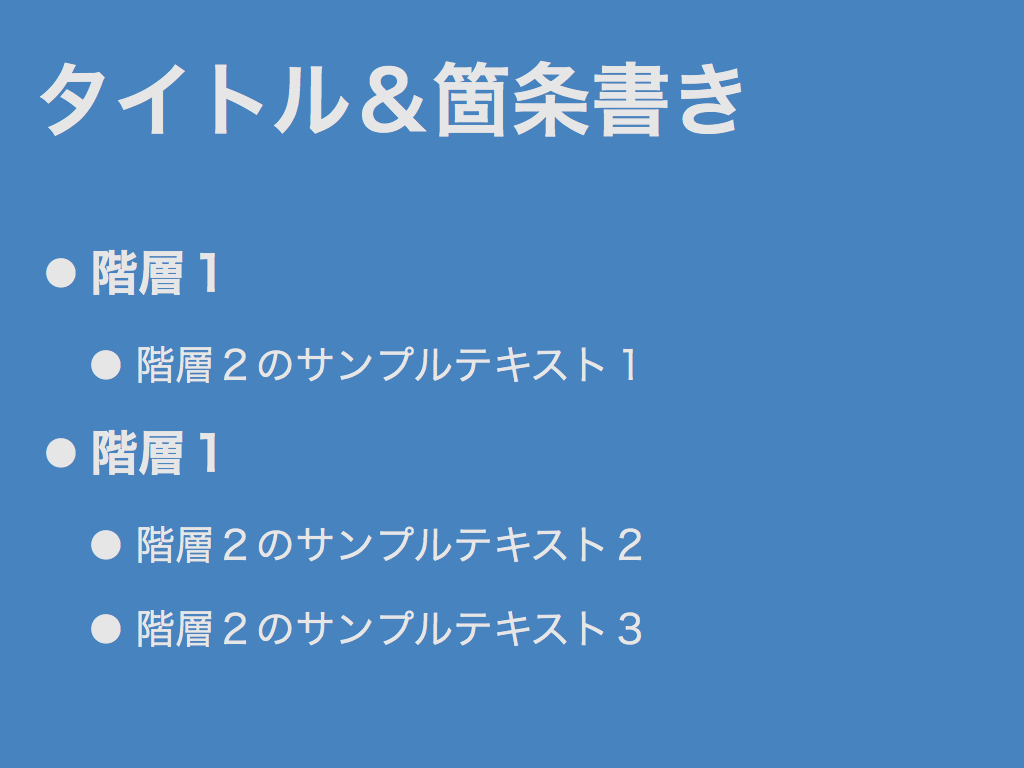 タイトル＆箇条書き
● 階層１
● 階層２のサンプルテキスト１
● 階層１
● 階層２のサンプルテキスト２
● 階層２のサンプルテキスト３